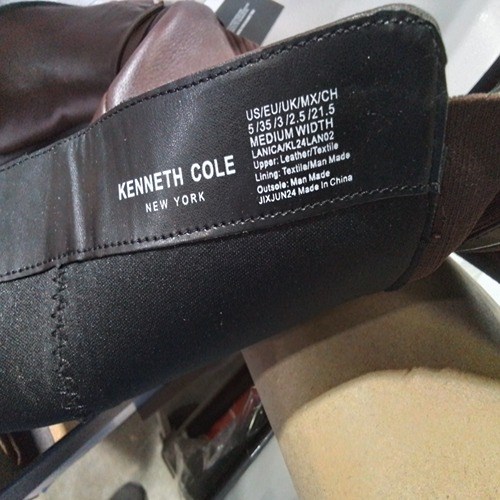 KENNETH COLE
NEW YORK
US/EU/UK/MX/CH
5/35/3/2.5/21.5
MEDIUM WIDTH
LANICA/KL24LAN02
Upper: Leather/Textile
Lining: Textile/Man Made
Outsole: Man Made
JIXJUN24 Made in China